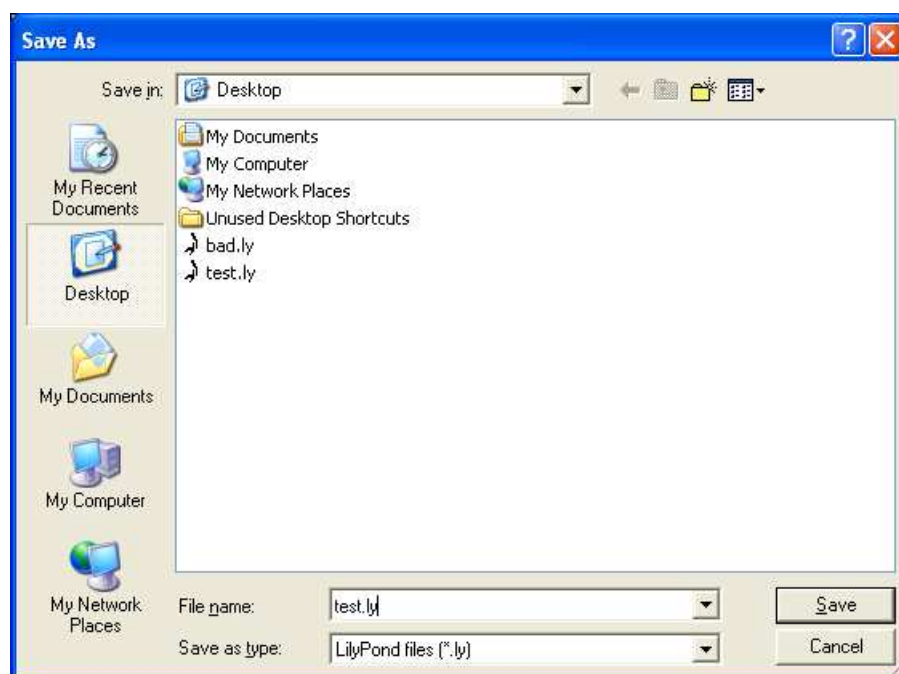 Save As
Save in: Desktop
My Documents
My Computer
My Network Places
Unused Desktop Shortcuts
bad.ly
test.ly
My Recent
Documents
Desktop
My Documents
My Computer
My Network
Places
File name: test.ly Save
Save as type: LilyPond files (*.ly) Cancel